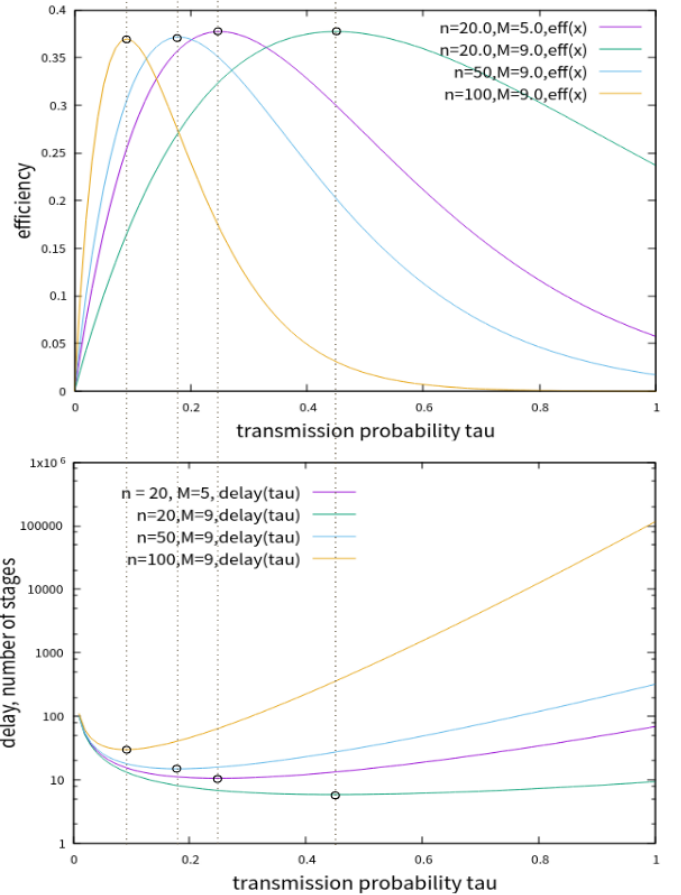 0.4
0.35
0.3
0.25
0.2
0.15
0.1
0.05
0
efficiency
n=20.0,M=5.0,eff(x)
n=20.0,M=9.0,eff(x)
n=50,M=9.0,eff(x)
n=100,M=9.0,eff(x)
0 0.2 0.4 0.6 0.8 1
transmission probability tau
1x10⁶
100000
10000
1000
100
10
1
delay, number of stages
n = 20, M=5, delay(tau)
n=20,M=9,delay(tau)
n=50,M=9,delay(tau)
n=100,M=9,delay(tau)
0 0.2 0.4 0.6 0.8 1
transmission probability tau